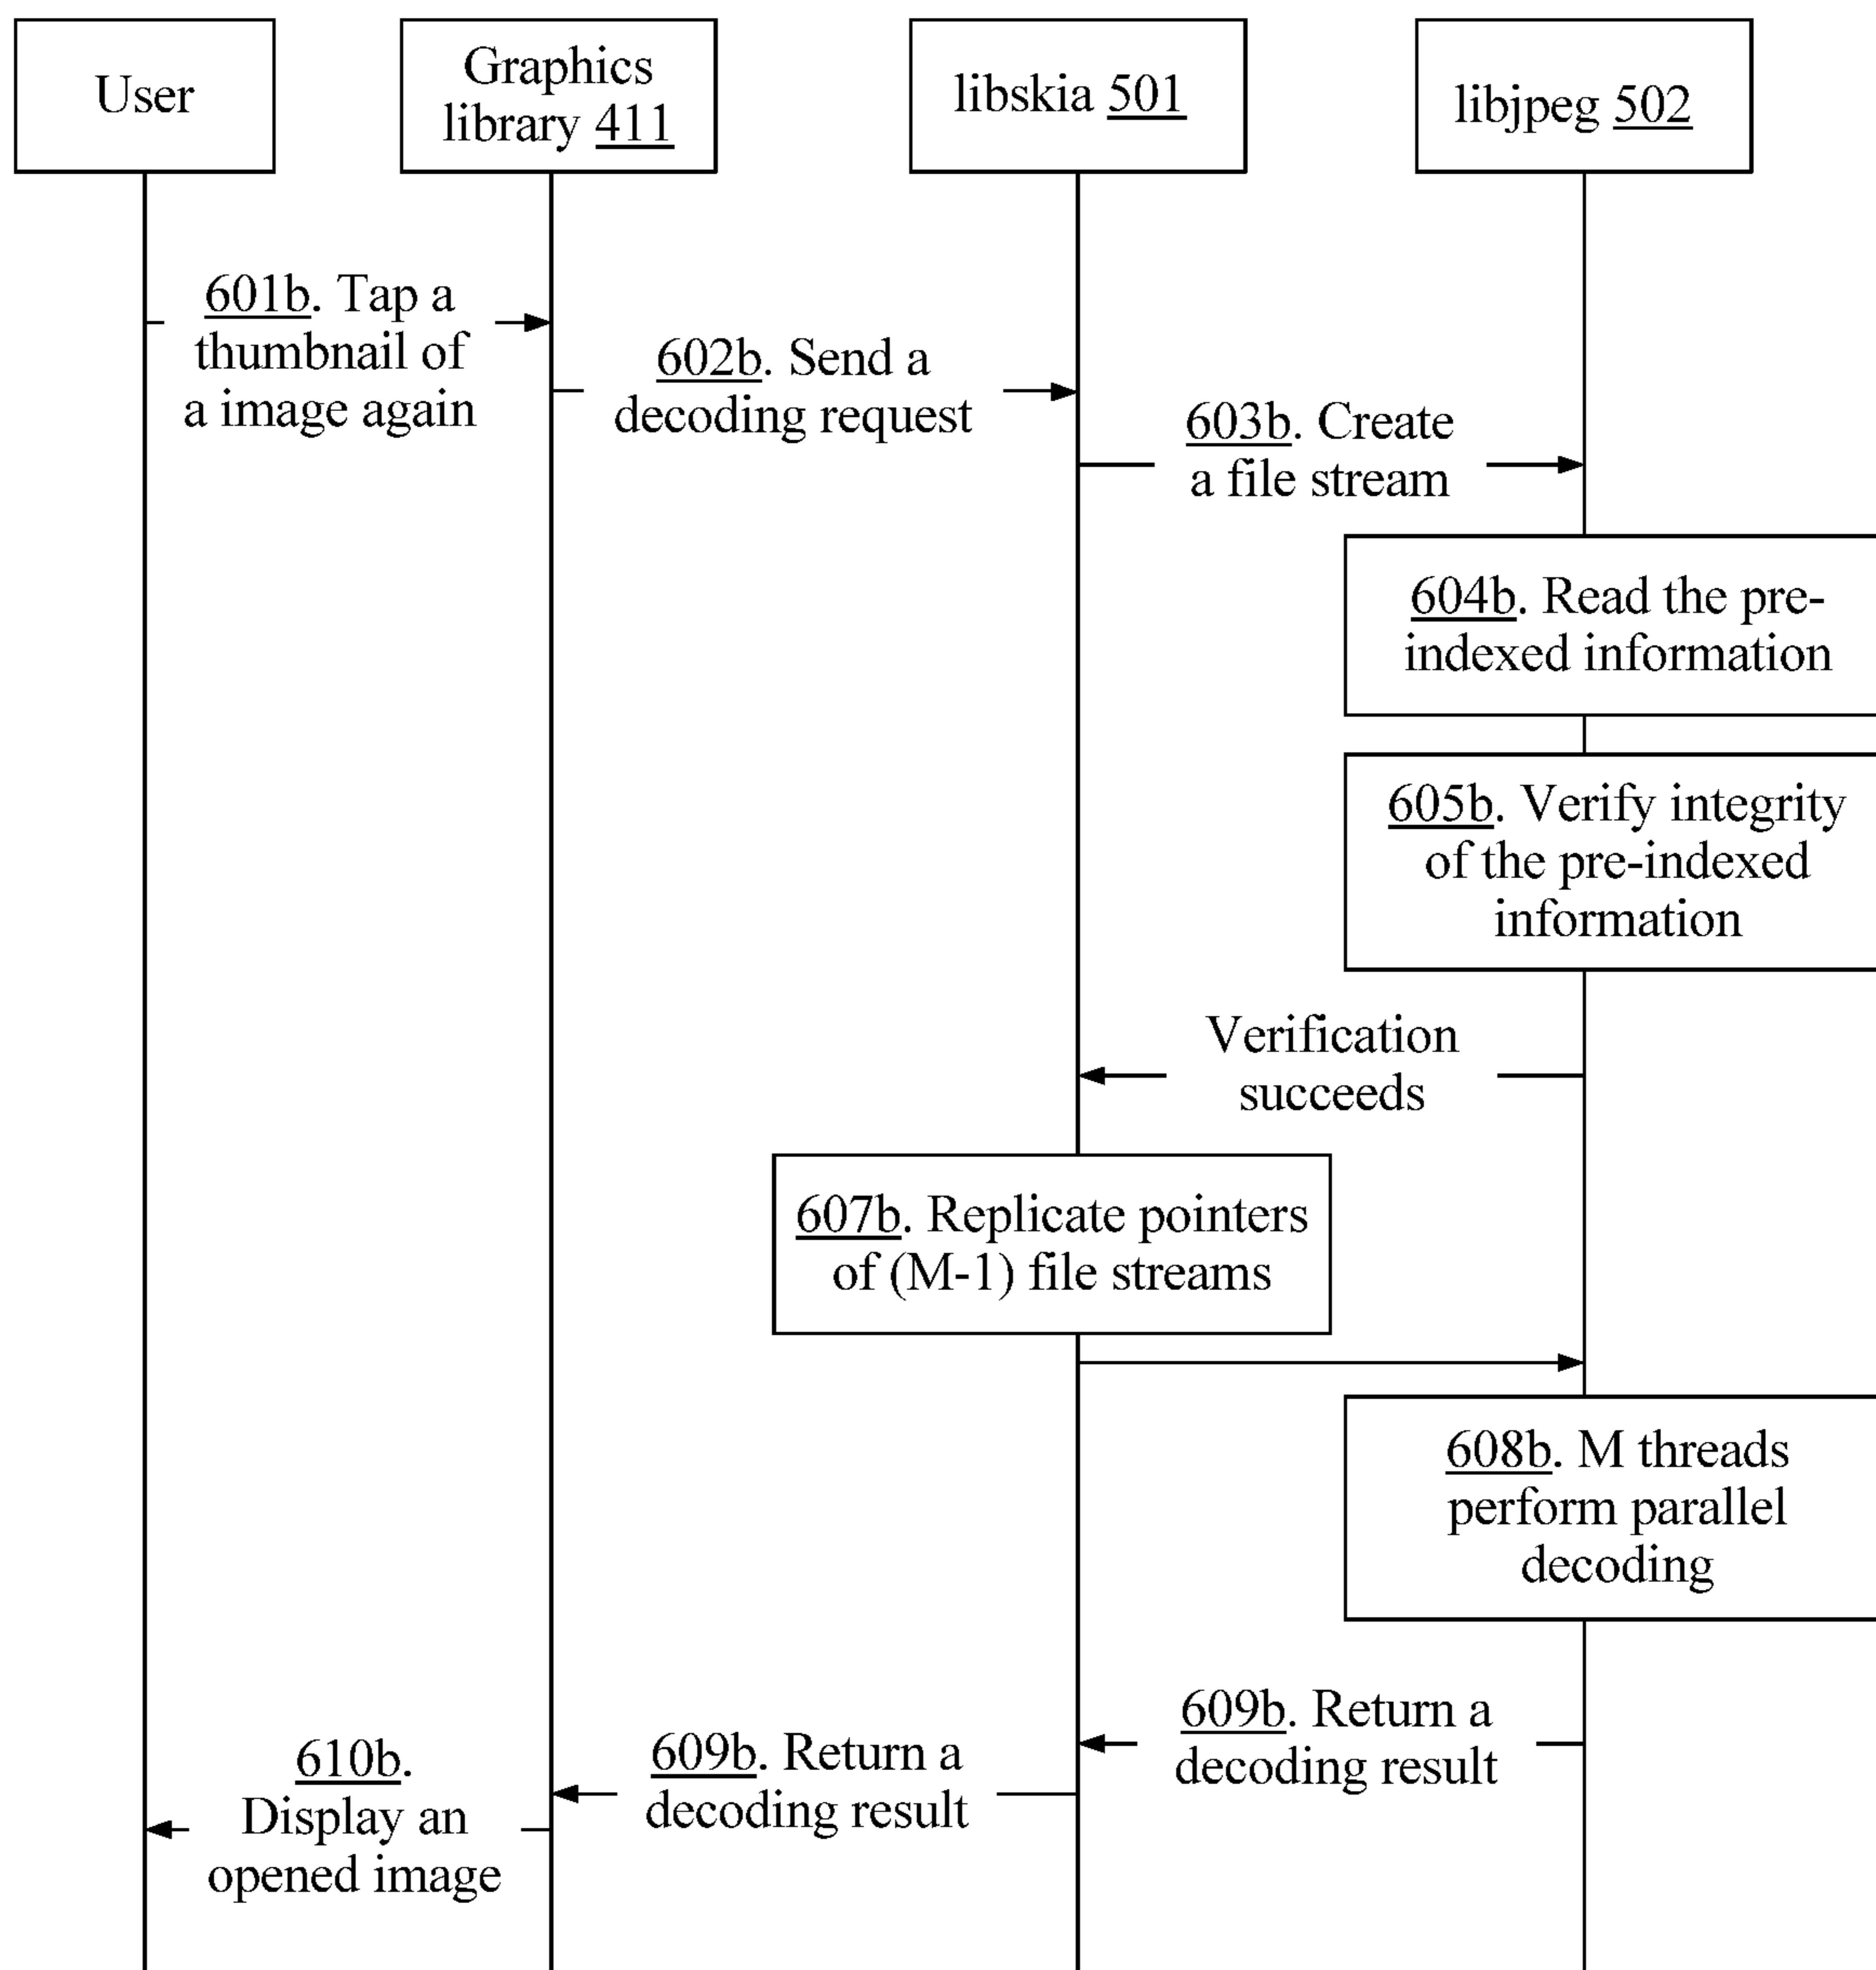 User
Graphics
library 411
libskia 501
libjpeg 502
601b. Tap a
thumbnail of
a image again
602b. Send a
decoding request
603b. Create
a file stream
604b. Read the pre-
indexed information
605b. Verify integrity
of the pre-indexed
information
Verification
succeeds
607b. Replicate pointers
of (M-1) file streams
608b. M threads
perform parallel
decoding
609b. Return a
decoding result
609b. Return a
decoding result
610b.
Display an
opened image